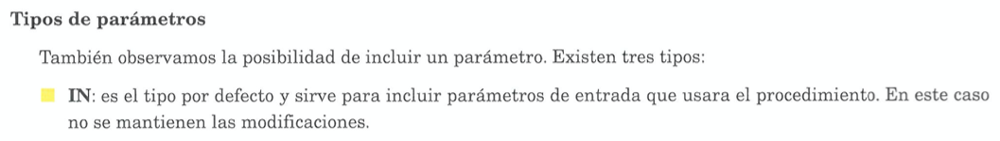 Tipos de parámetros
También observamos la posibilidad de incluir un parámetro. Existen tres tipos:
IN: es el tipo por defecto y sirve para incluir parámetros de entrada que usara el procedimiento. En este caso
no se mantienen las modificaciones.